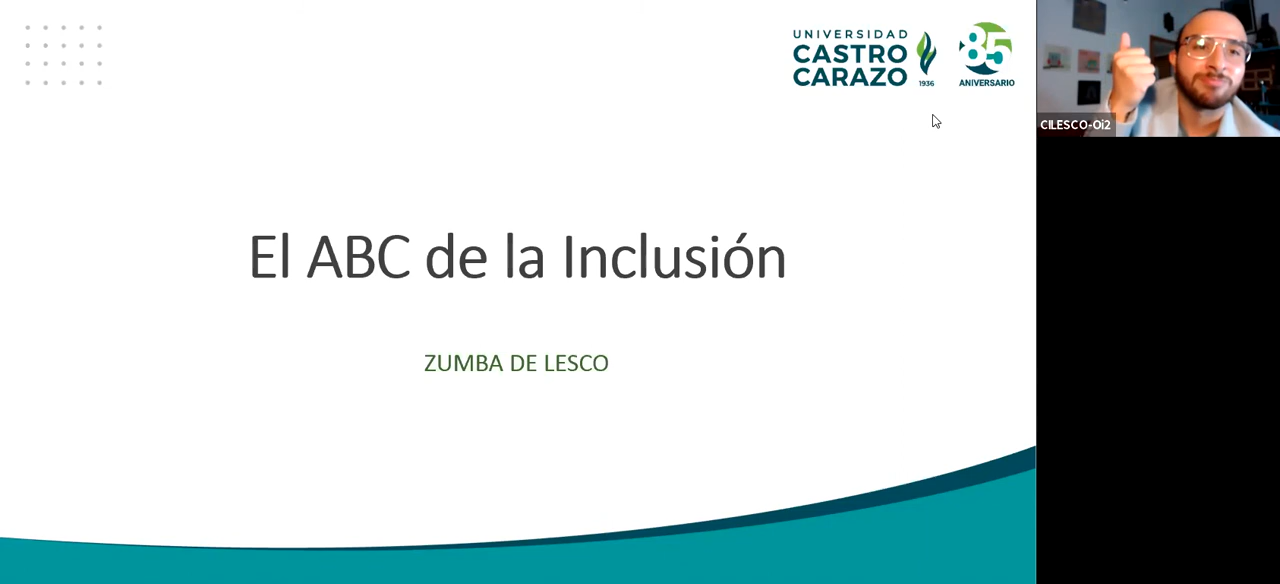 UNIVERSIDAD
CASTRO
CARAZO
1936
85
ANIVERSARIO
CILESCO-Oi2
El ABC de la Inclusión
ZUMBA DE LESCO